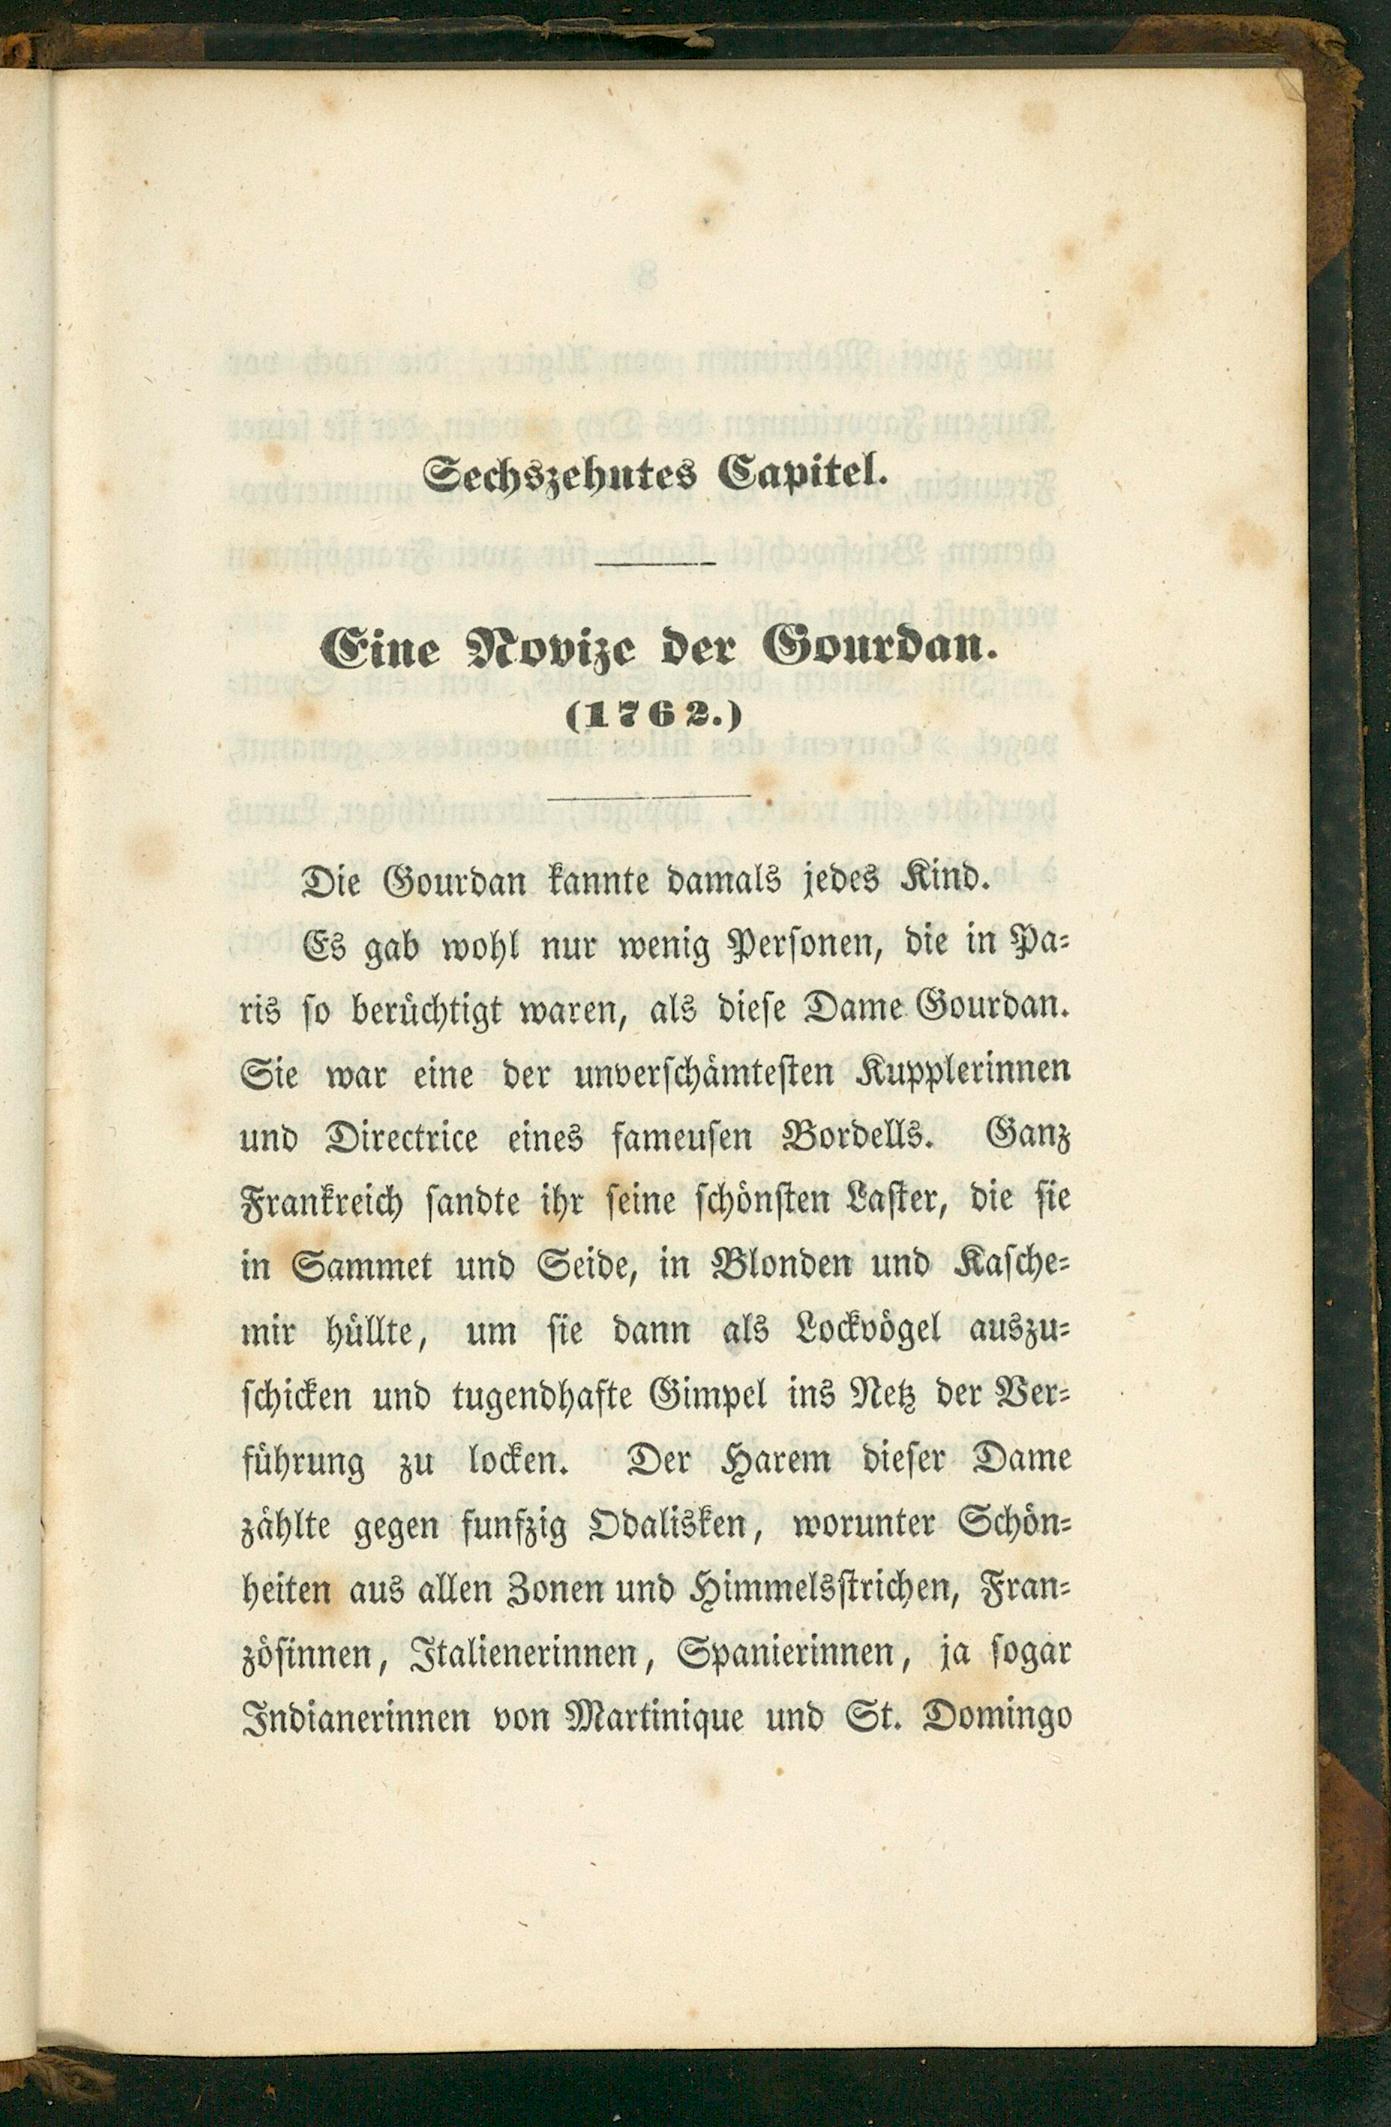 Sechszehntes Capitel.
Eine Novize der Gourdan.
(1762.)
Die Gourdan kannte damals jedes Kind.
Es gab wohl nur wenig Personen, die in Pa-
ris so berüchtigt waren, als diese Dame Gourdan.
Sie war eine der unverschämtesten Kupplerinnen
und Directrice eines fameusen Bordells. Ganz
Frankreich sandte ihr seine schönsten Laster, die sie
in Sammet und Seide, in Blonden und Kasche-
mir hüllte, um sie dann als Lockvögel auszu-
schicken und tugendhafte Gimpel ins Netz der Ver-
führung zu locken. Der Harem dieser Dame
zählte gegen funfzig Odalisken, worunter Schön-
heiten aus allen Zonen und Himmelsstrichen, Fran-
zösinnen, Italienerinnen, Spanierinnen, ja sogar
Indianerinnen von Martinique und St. Domingo